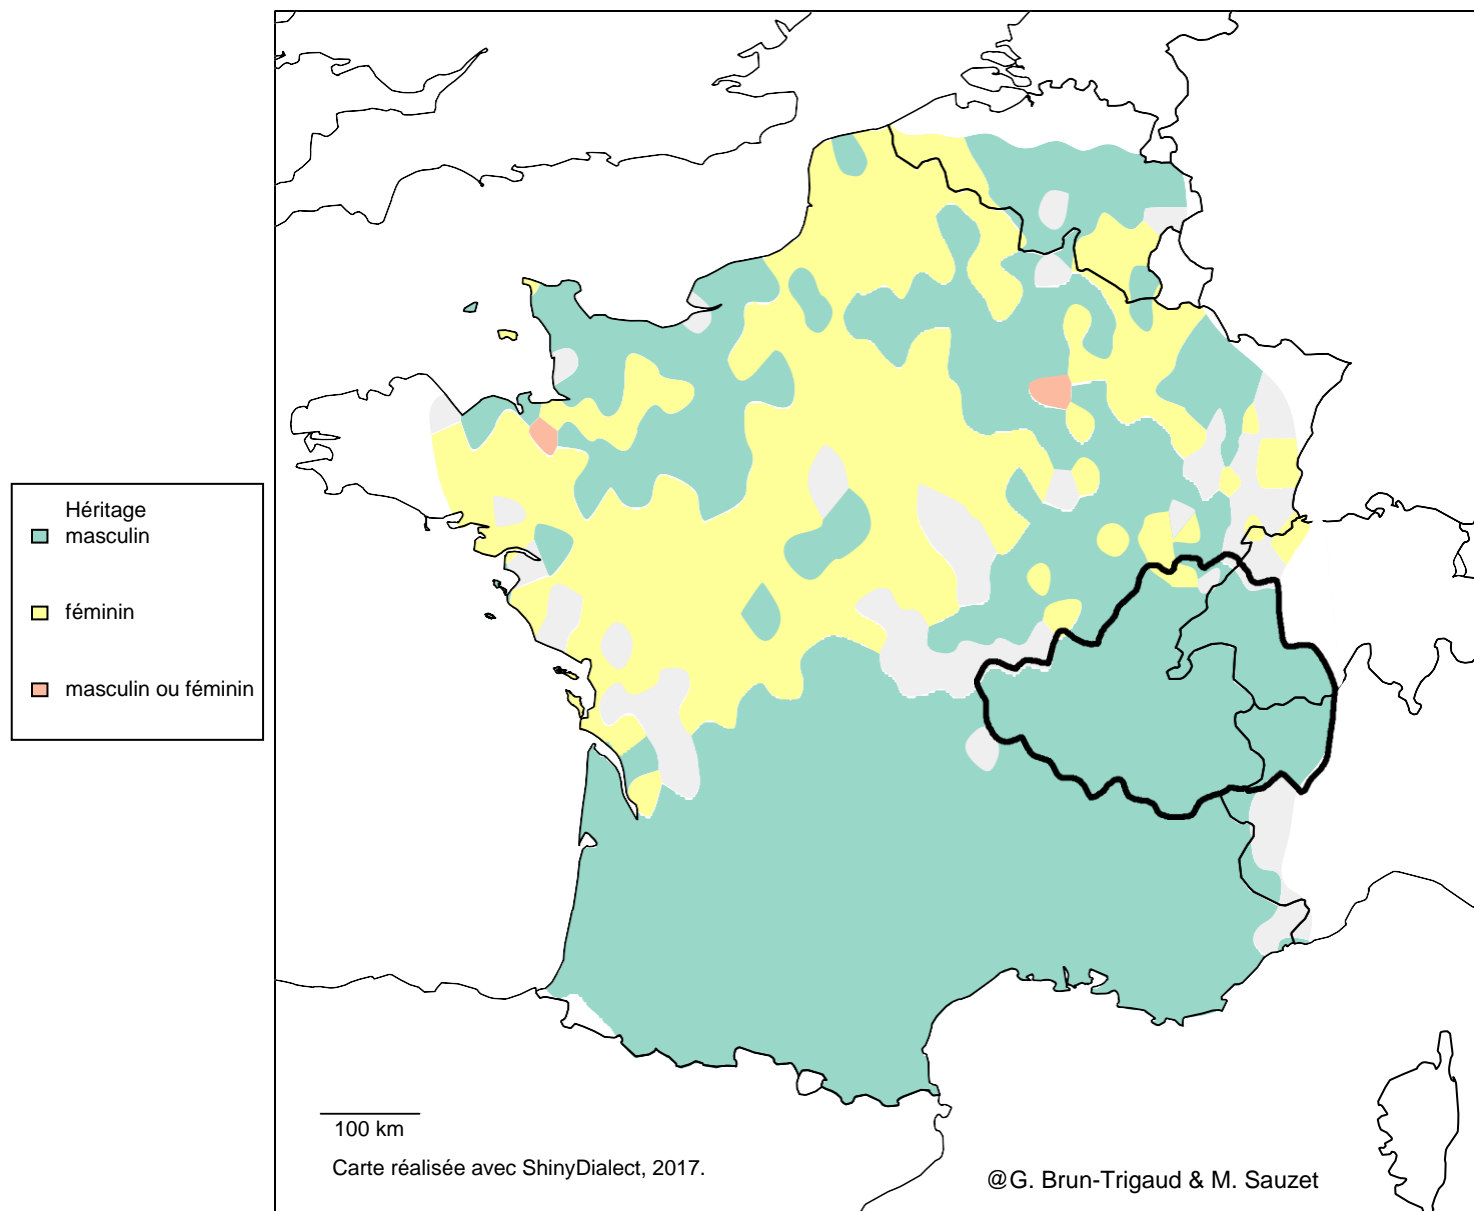 Héritage
masculin
féminin
masculin ou féminin
100 km
Carte réalisée avec ShinyDialect, 2017.
@G. Brun-Trigaud & M. Sauzet